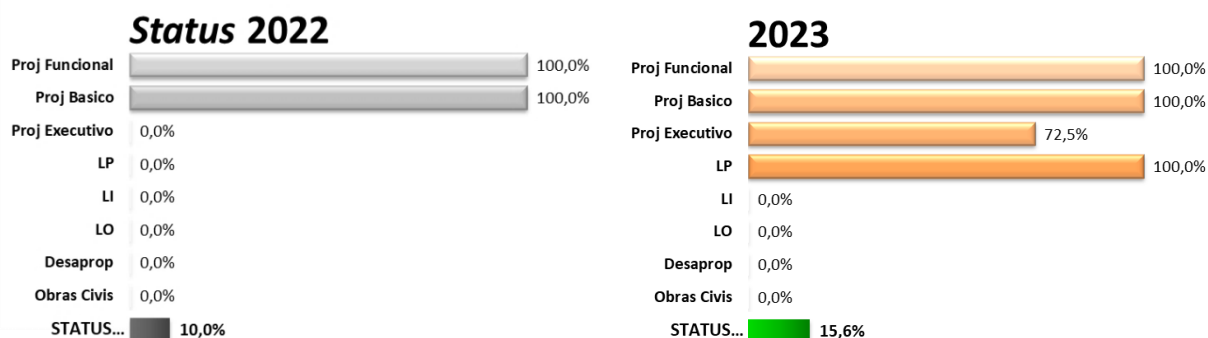 Status 2022
Proj Funcional 100,0%
Proj Basico 100,0%
Proj Executivo 0,0%
LP 0,0%
LI 0,0%
LO 0,0%
Desaprop 0,0%
Obras Civis 0,0%
STATUS... 10,0%
2023
Proj Funcional 100,0%
Proj Basico 100,0%
Proj Executivo 72,5%
LP 100,0%
LI 0,0%
LO 0,0%
Desaprop 0,0%
Obras Civis 0,0%
STATUS... 15,6%